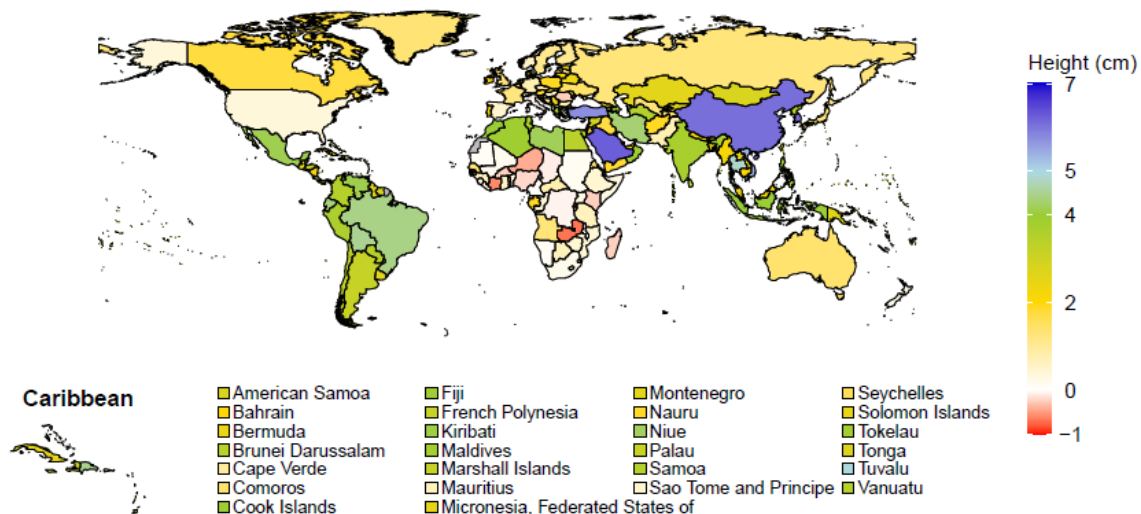 Height (cm)
7
5
4
2
0
−1
Caribbean
American Samoa
Bahrain
Bermuda
Brunei Darussalam
Cape Verde
Comoros
Cook Islands
Fiji
French Polynesia
Kiribati
Maldives
Marshall Islands
Mauritius
Micronesia, Federated States of
Montenegro
Nauru
Niue
Palau
Samoa
Sao Tome and Principe
Seychelles
Solomon Islands
Tokelau
Tonga
Tuvalu
Vanuatu